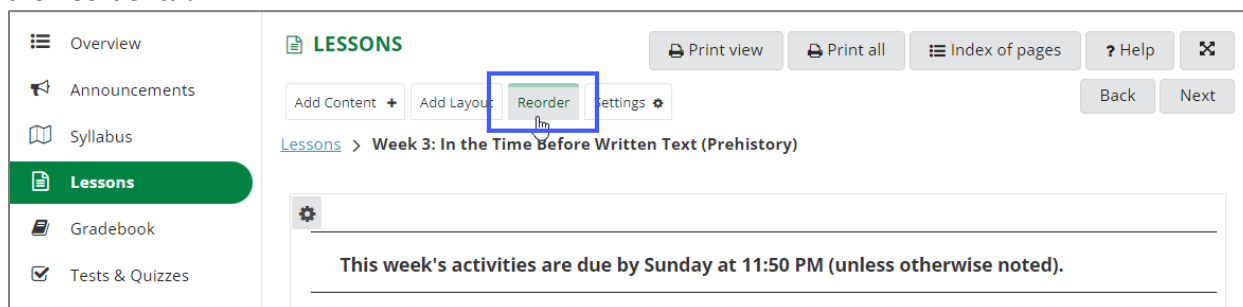 Overview
Announcements
Syllabus
Lessons
Gradebook
Tests & Quizzes
LESSONS
Print view
Print all
Index of pages
? Help
Add Content +
Add Layout
Reorder
Settings
Back
Next
Lessons > Week 3: In the Time Before Written Text (Prehistory)
This week's activities are due by Sunday at 11:50 PM (unless otherwise noted).